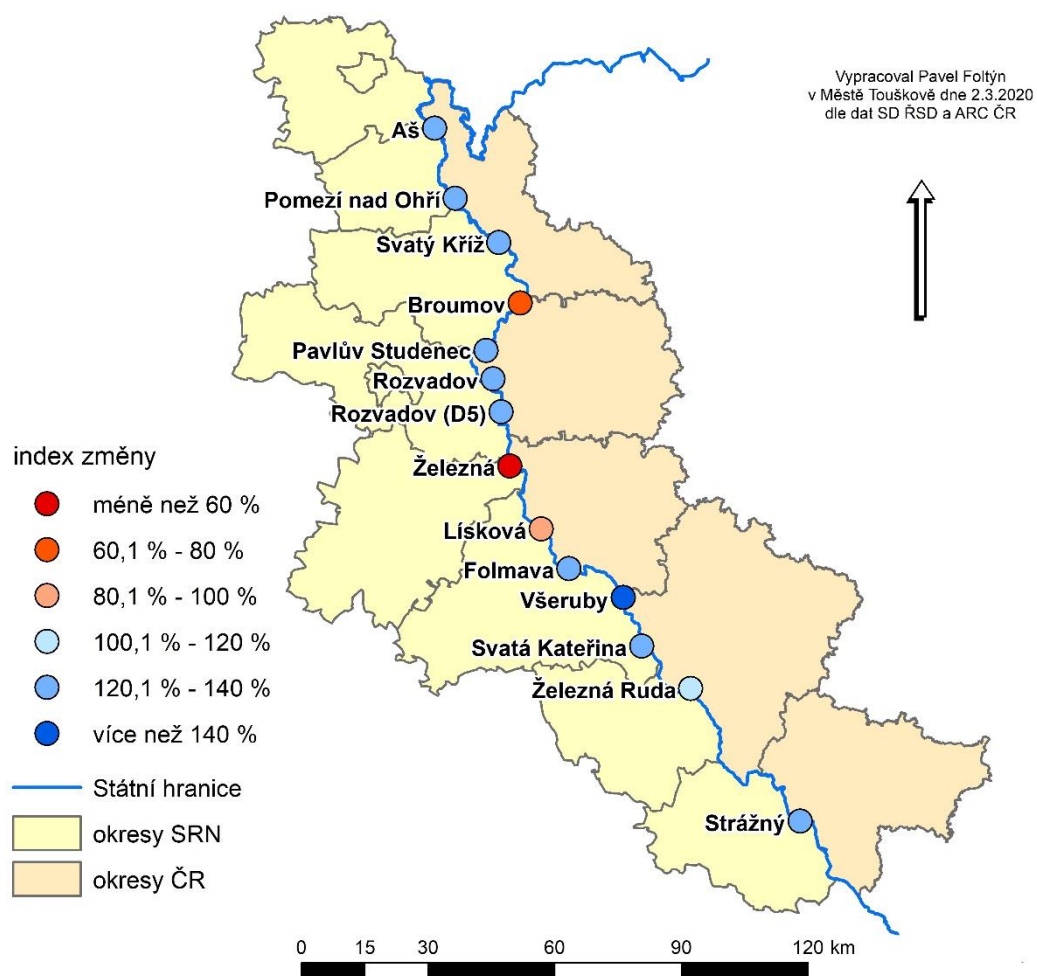 Vypracoval Pavel Foltýn
v Městě Touškově dne 2.3.2020
dle dat SD ŘSD a ARC ČR
Aš
Pomezí nad Ohří
Svatý Kříž
Broumov
Pavlův Studenec
Rozvadov
Rozvadov (D5)
Železná
Lísková
Folmava
Všeruby
Svatá Kateřina
Železná Ruda
Strážný
index změny
méně než 60 %
60,1 % - 80 %
80,1 % - 100 %
100,1 % - 120 %
120,1 % - 140 %
více než 140 %
Státní hranice
okresy SRN
okresy ČR
0 15 30 60 90 120 km